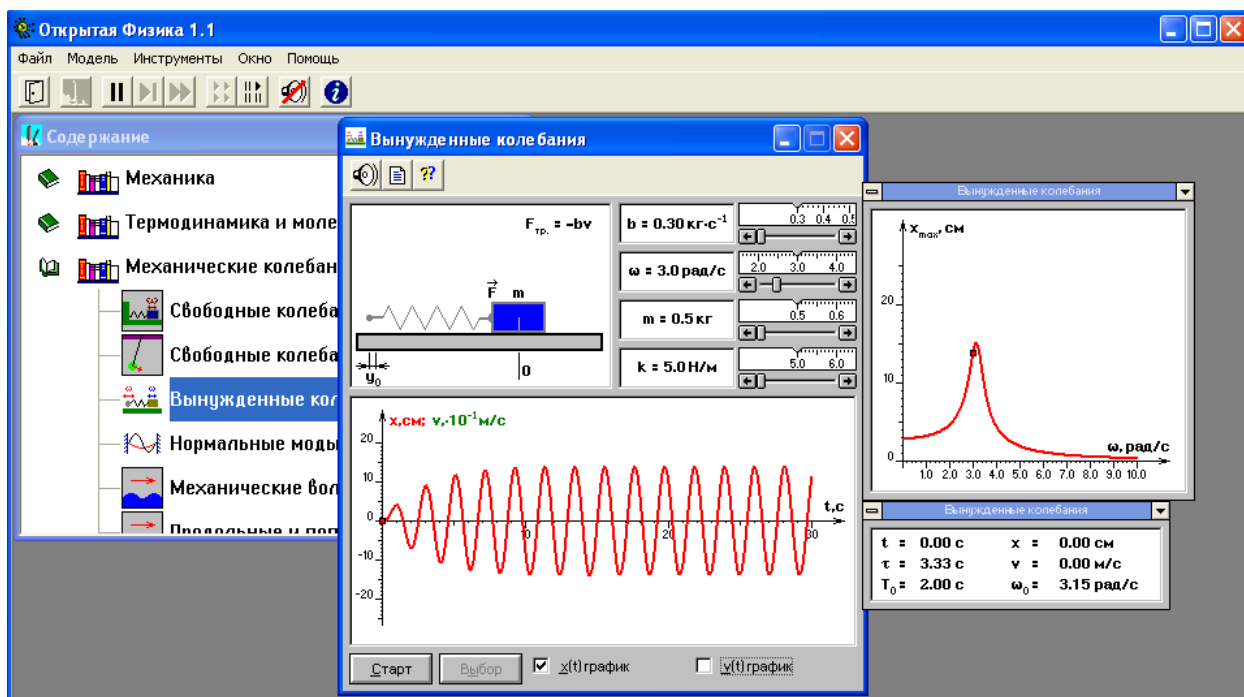 Открытая Физика 1.1
Файл Модель Инструменты Окно Помощь
Содержание
Механика
Термодинамика и моле
Механические колебан
Свободные колеба
Свободные колеба
Вынужденные кол
Нормальные моды
Механические вол
Продольные и поп
Вынужденные колебания
Fтр. = -bv
F m
y₀
0
b = 0.30 кг·с⁻¹
0.3 0.4 0.5
ω = 3.0 рад/с
2.0 3.0 4.0
m = 0.5 кг
0.5 0.6
k = 5.0 Н/м
5.0 6.0
x,см; v,·10⁻¹м/с
20
10
0
-10
-20
10 20 30
t,с
Старт Выбор x(t) график v(t) график
Вынужденные колебания
xmax, см
20
10
0
ω, рад/с
1.0 2.0 3.0 4.0 5.0 6.0 7.0 8.0 9.0 10.0
Вынужденные колебания
t = 0.00 с x = 0.00 см
τ = 3.33 с v = 0.00 м/с
T₀ = 2.00 с ω₀ = 3.15 рад/с